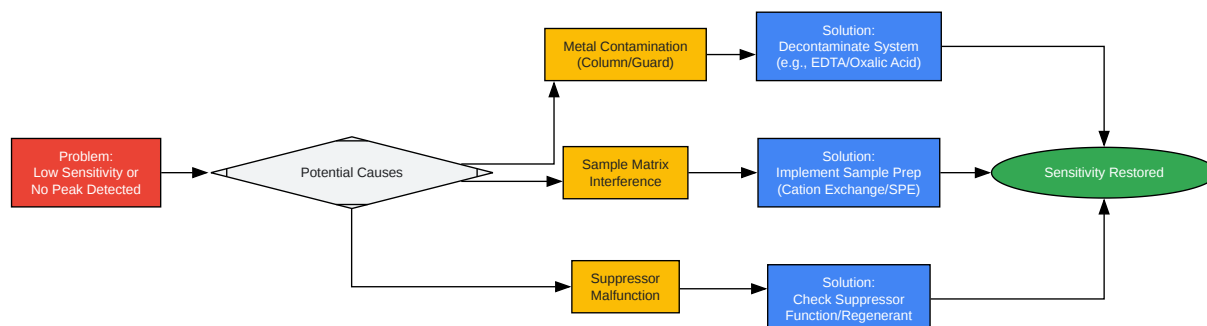 Problem:
Low Sensitivity or
No Peak Detected
Potential Causes
Metal Contamination
(Column/Guard)
Solution:
Decontaminate System
(e.g., EDTA/Oxalic Acid)
Sample Matrix
Interference
Solution:
Implement Sample Prep
(Cation Exchange/SPE)
Suppressor
Malfunction
Solution:
Check Suppressor
Function/Regenerant
Sensitivity Restored